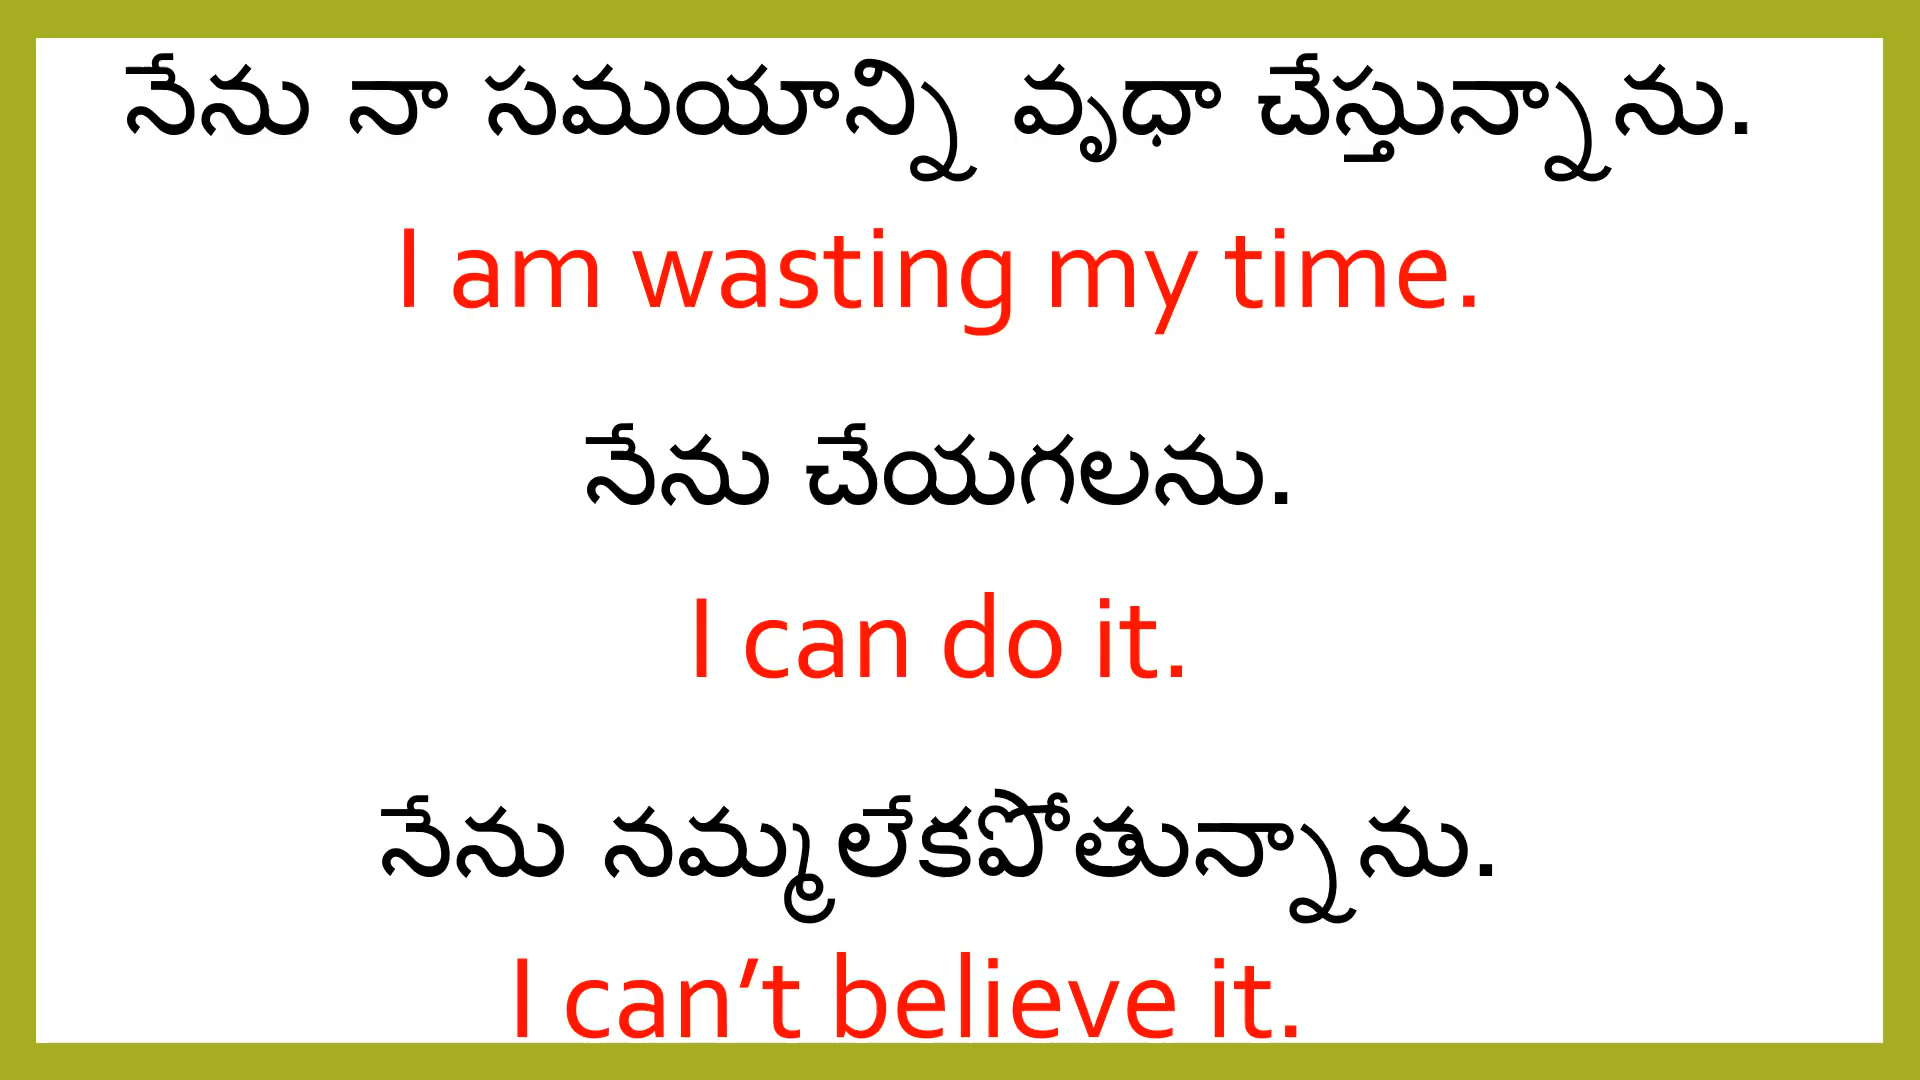 నేను నా సమయాన్ని వృధా చేస్తున్నాను.
I am wasting my time.
నేను చేయగలను.
I can do it.
నేను నమ్మలేకపోతున్నాను.
I can’t believe it.